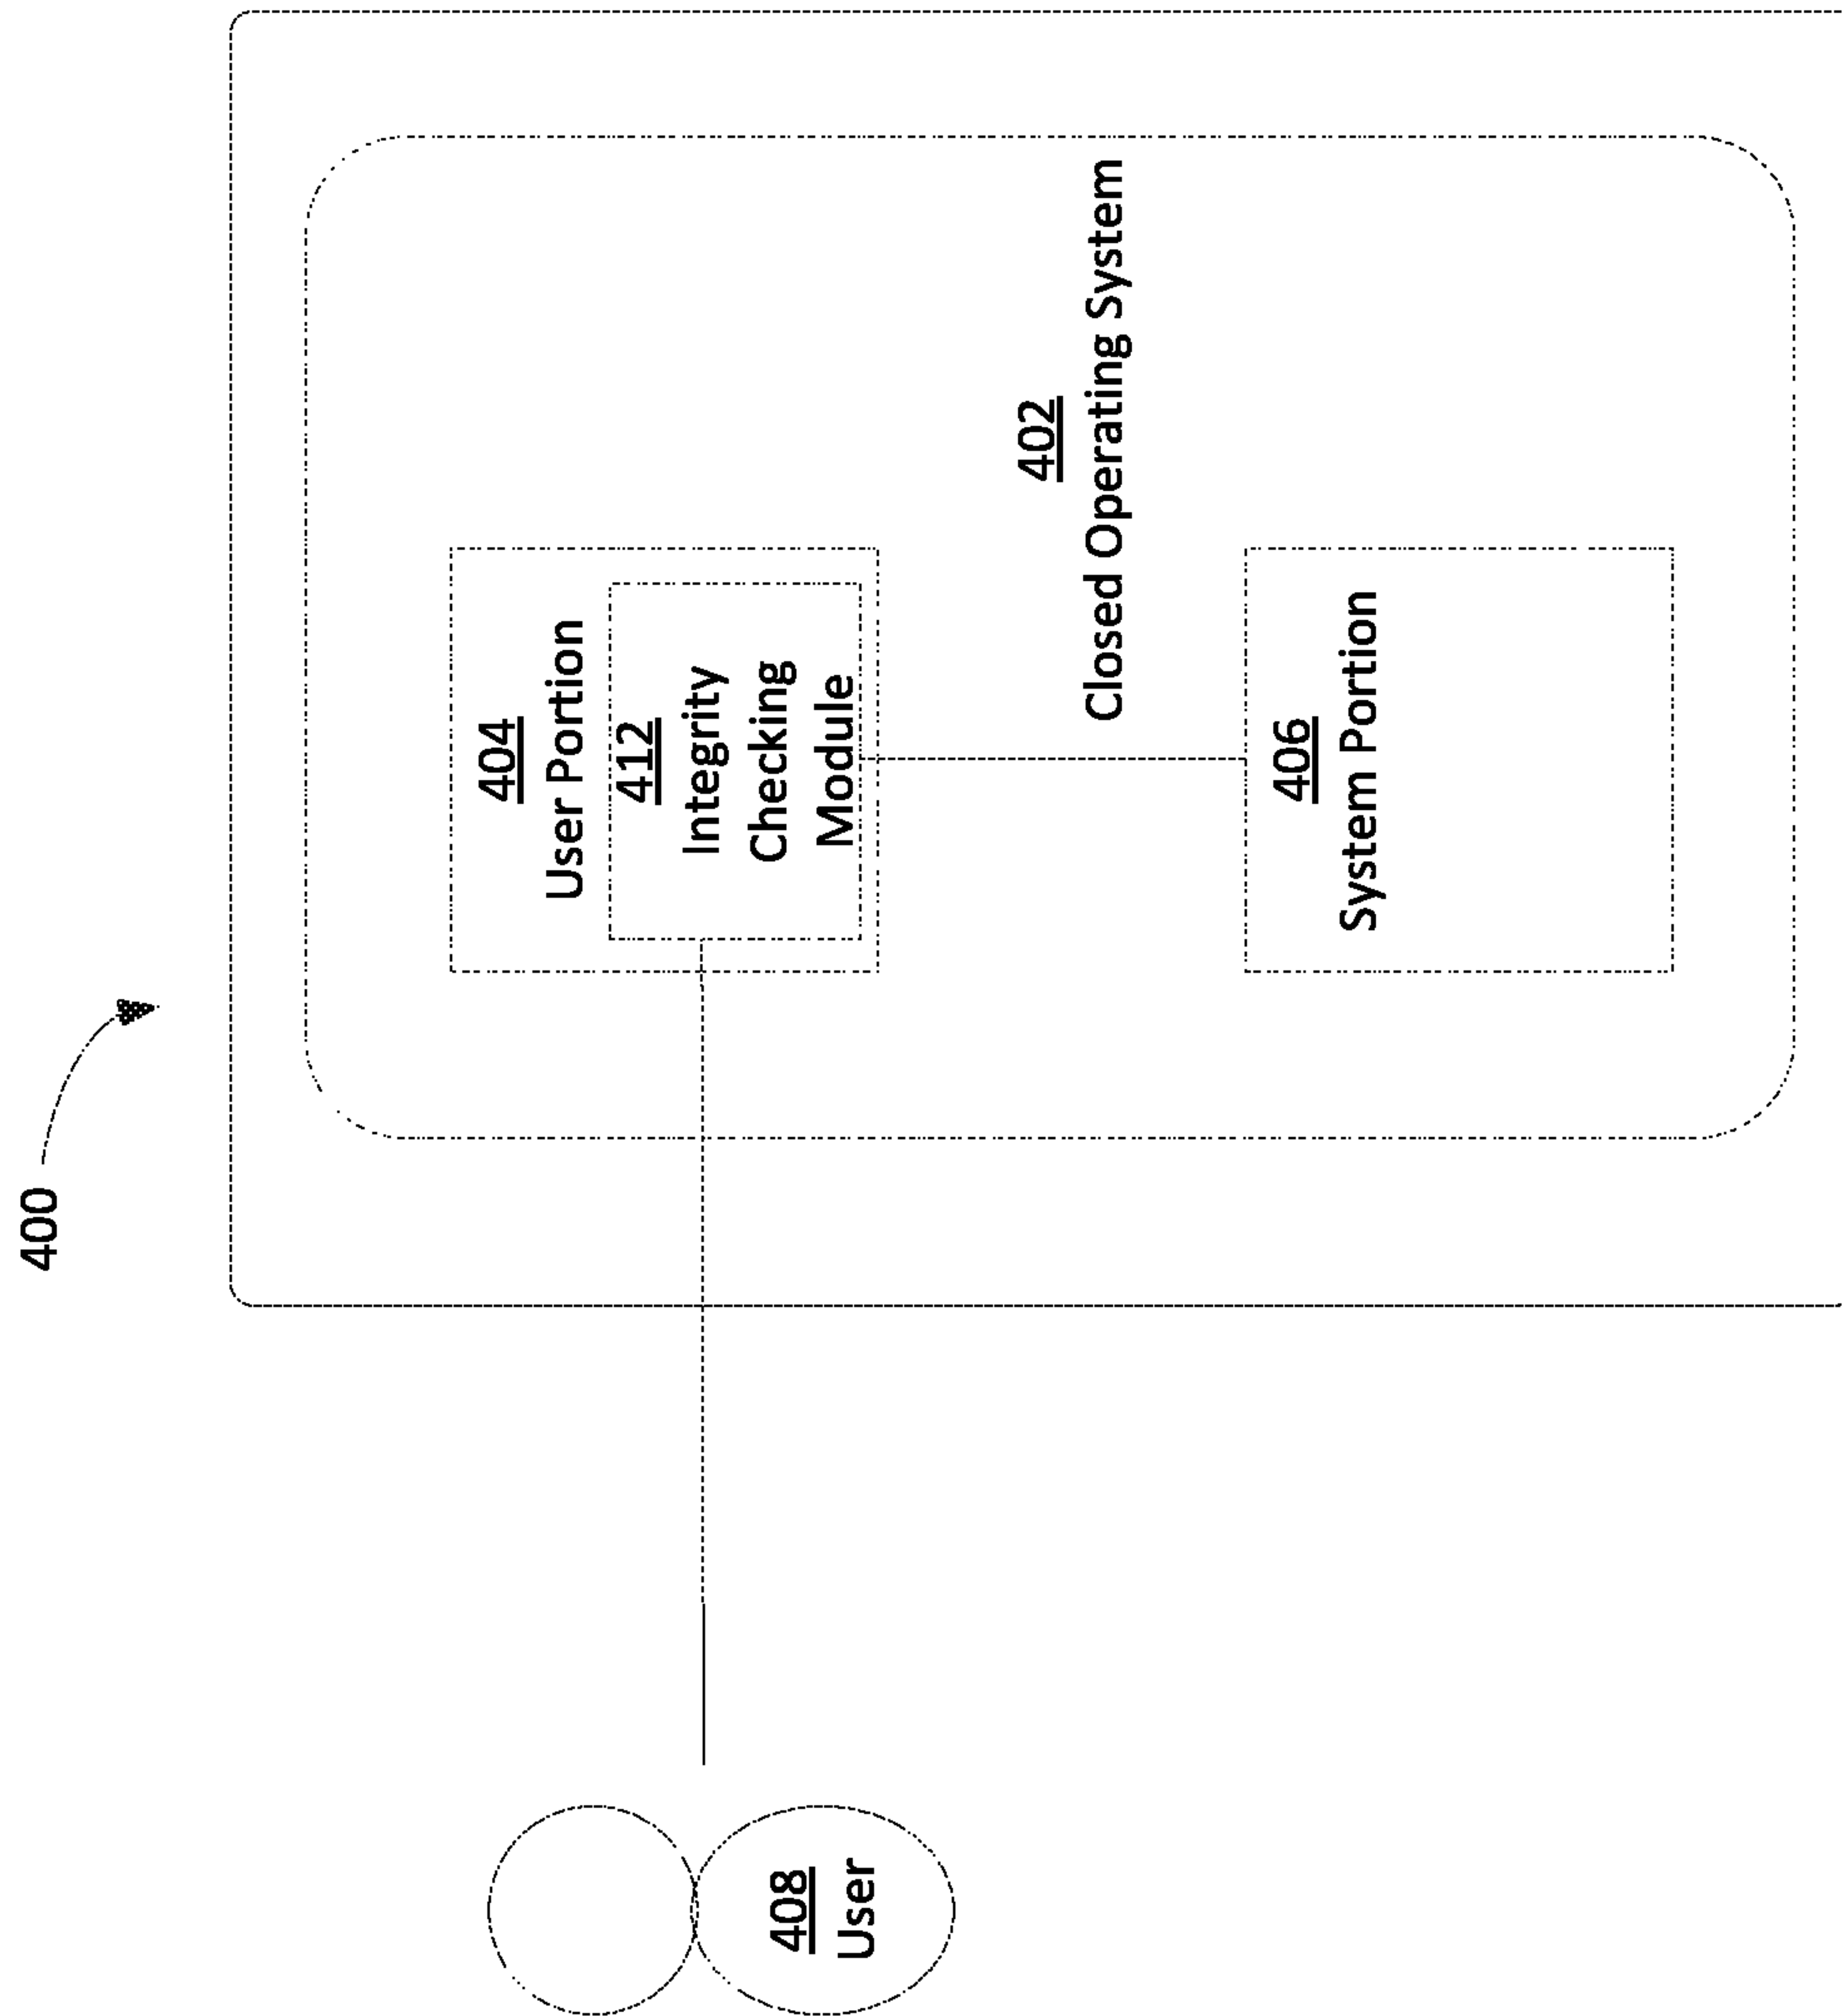 400
404
User Portion
412
Integrity
Checking
Module
402
Closed Operating System
406
System Portion
408
User